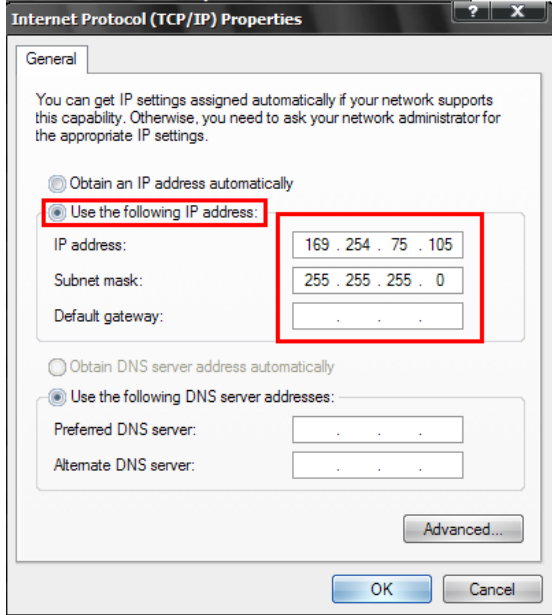 Internet Protocol (TCP/IP) Properties
? X
General
You can get IP settings assigned automatically if your network supports
this capability. Otherwise, you need to ask your network administrator for
the appropriate IP settings.
Obtain an IP address automatically
Use the following IP address:
IP address: 169 . 254 . 75 . 105
Subnet mask: 255 . 255 . 255 . 0
Default gateway: . . .
Obtain DNS server address automatically
Use the following DNS server addresses:
Preferred DNS server: . . .
Alternate DNS server: . . .
Advanced...
OK Cancel